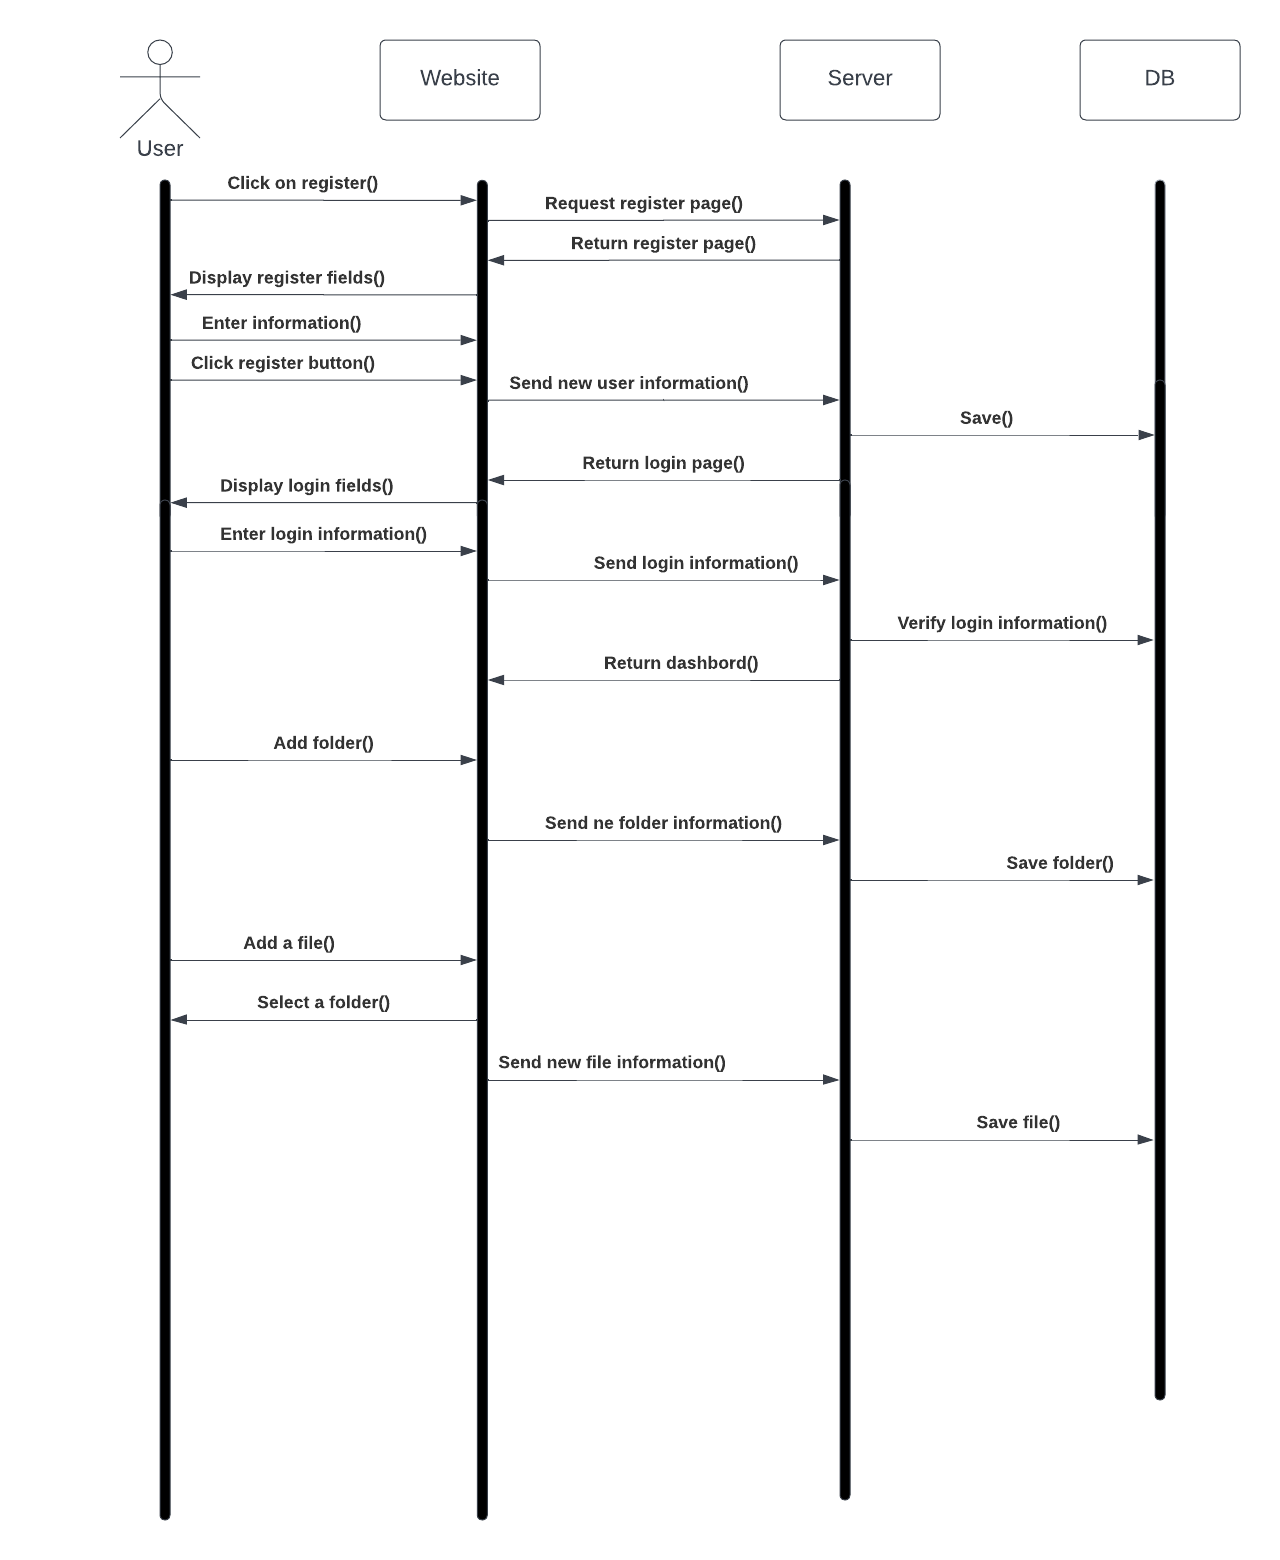 Website
Server
DB
User
Click on register()
Request register page()
Return register page()
Display register fields()
Enter information()
Click register button()
Send new user information()
Save()
Return login page()
Display login fields()
Enter login information()
Send login information()
Verify login information()
Return dashbord()
Add folder()
Send ne folder information()
Save folder()
Add a file()
Select a folder()
Send new file information()
Save file()